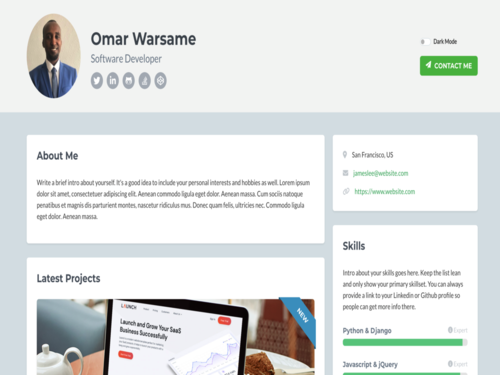 Omar Warsame
Software Developer
Dark Mode
CONTACT ME
About Me
Write a brief intro about yourself. It's a good idea to include your personal interests and hobbies as well. Lorem ipsum
dolor sit amet, consectetuer adipiscing elit. Aenean commodo ligula eget dolor. Aenean massa. Cum sociis natoque
penatibus et magnis dis parturient montes, nascetur ridiculus mus. Donec quam felis, ultricies nec. Commodo ligula
eget dolor. Aenean massa.
San Francisco, US
jameslee@website.com
https://www.website.com
Latest Projects
LAUNCH
Launch and Grow Your SaaS
Business Successfully
NEW
Skills
Intro about your skills goes here. Keep the list lean
and only show your primary skillset. You can always
provide a link to your Linkedin or Github profile so
people can get more info there.
Python & Django
Expert
Javascript & jQuery
Expert